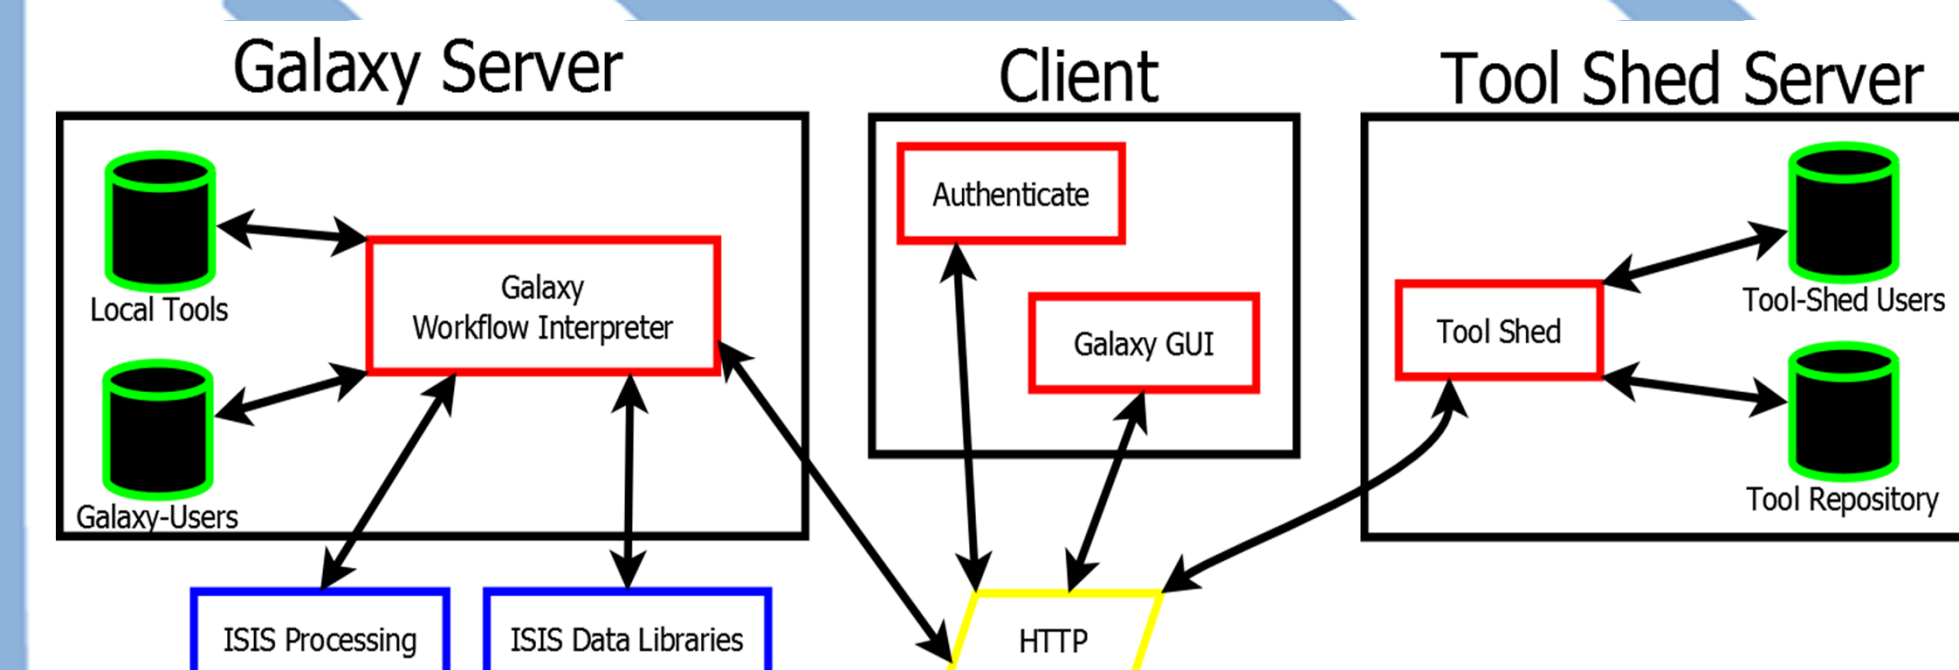 Galaxy Server
Client
Tool Shed Server
Local Tools
Galaxy
Workflow Interpreter
Galaxy-Users
Authenticate
Galaxy GUI
Tool Shed
Tool-Shed Users
Tool Repository
ISIS Processing
ISIS Data Libraries
HTTP